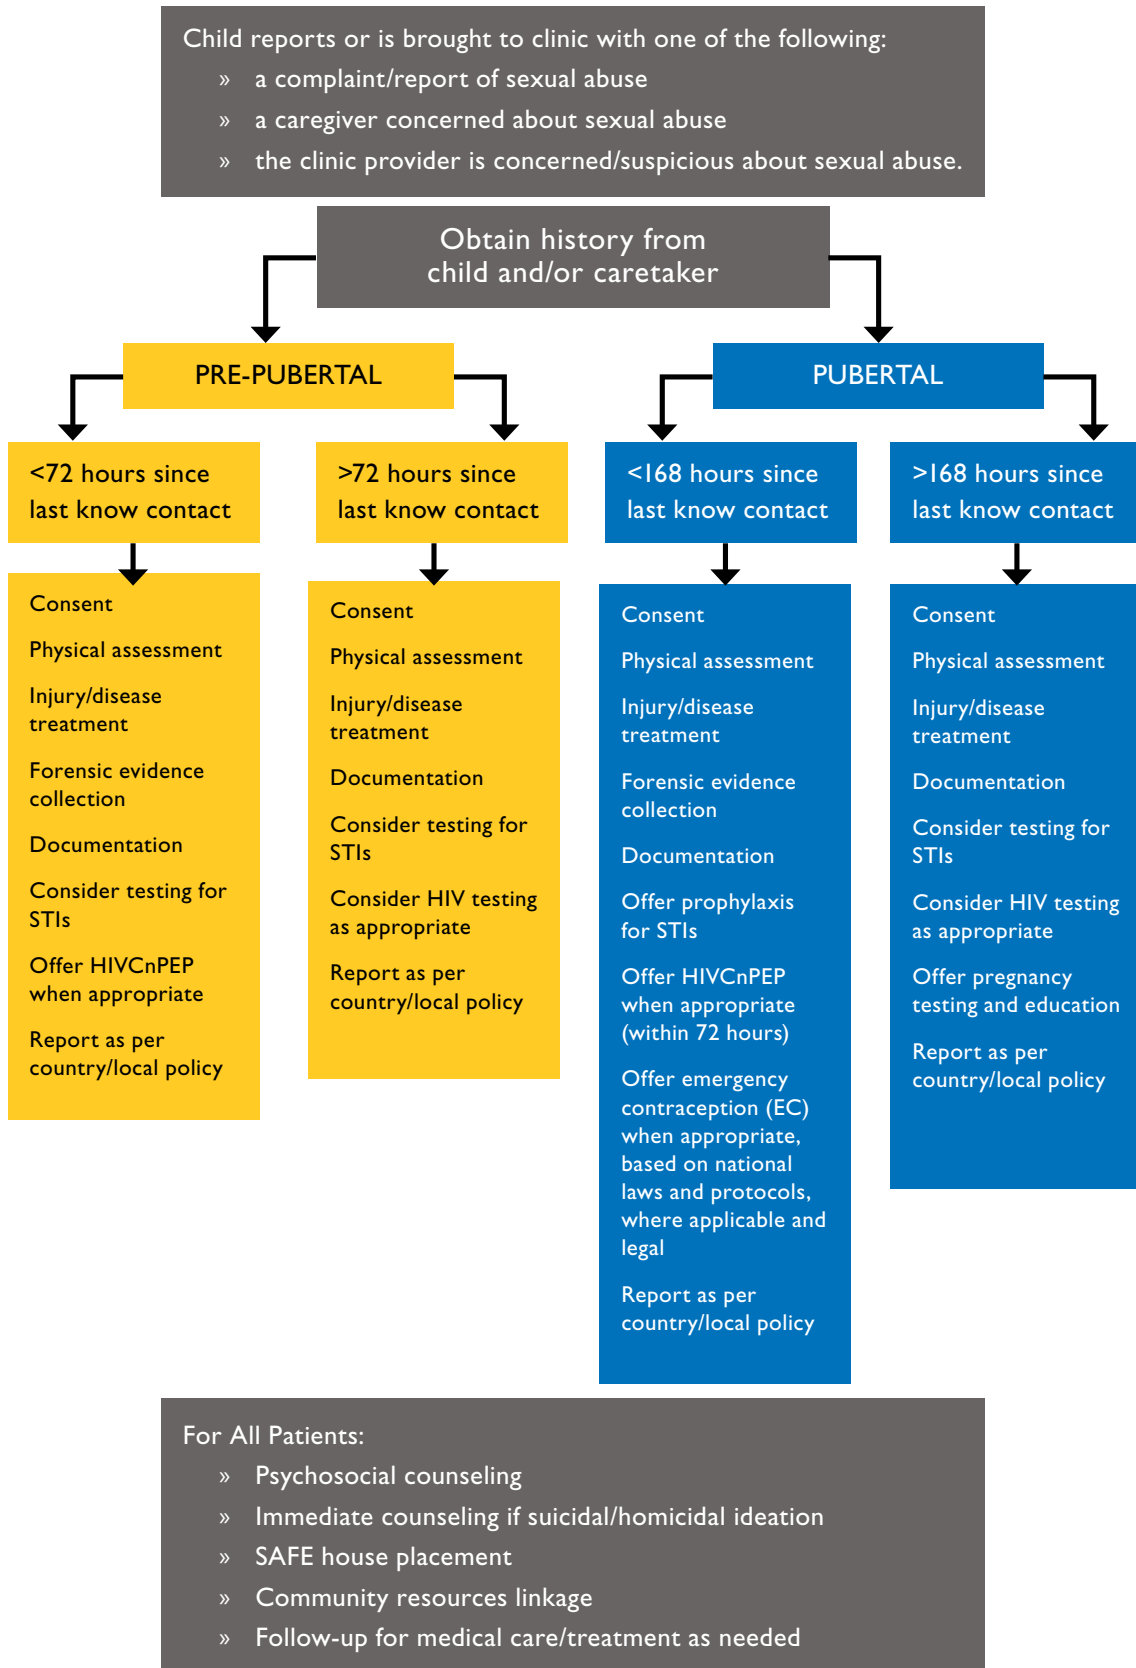 Child reports or is brought to clinic with one of the following:
» a complaint/report of sexual abuse
» a caregiver concerned about sexual abuse
» the clinic provider is concerned/suspicious about sexual abuse.
Obtain history from
child and/or caretaker
PRE-PUBERTAL
PUBERTAL
<72 hours since
last know contact
>72 hours since
last know contact
<168 hours since
last know contact
>168 hours since
last know contact
Consent
Physical assessment
Injury/disease
treatment
Forensic evidence
collection
Documentation
Consider testing for
STIs
Offer HIVCnPEP
when appropriate
Report as per
country/local policy
Consent
Physical assessment
Injury/disease
treatment
Documentation
Consider testing for
STIs
Consider HIV testing
as appropriate
Report as per
country/local policy
Consent
Physical assessment
Injury/disease
treatment
Forensic evidence
collection
Documentation
Offer prophylaxis
for STIs
Offer HIVCnPEP
when appropriate
(within 72 hours)
Offer emergency
contraception (EC)
when appropriate,
based on national
laws and protocols,
where applicable and
legal
Report as per
country/local policy
Consent
Physical assessment
Injury/disease
treatment
Documentation
Consider testing for
STIs
Consider HIV testing
as appropriate
Offer pregnancy
testing and education
Report as per
country/local policy
For All Patients:
» Psychosocial counseling
» Immediate counseling if suicidal/homicidal ideation
» SAFE house placement
» Community resources linkage
» Follow-up for medical care/treatment as needed